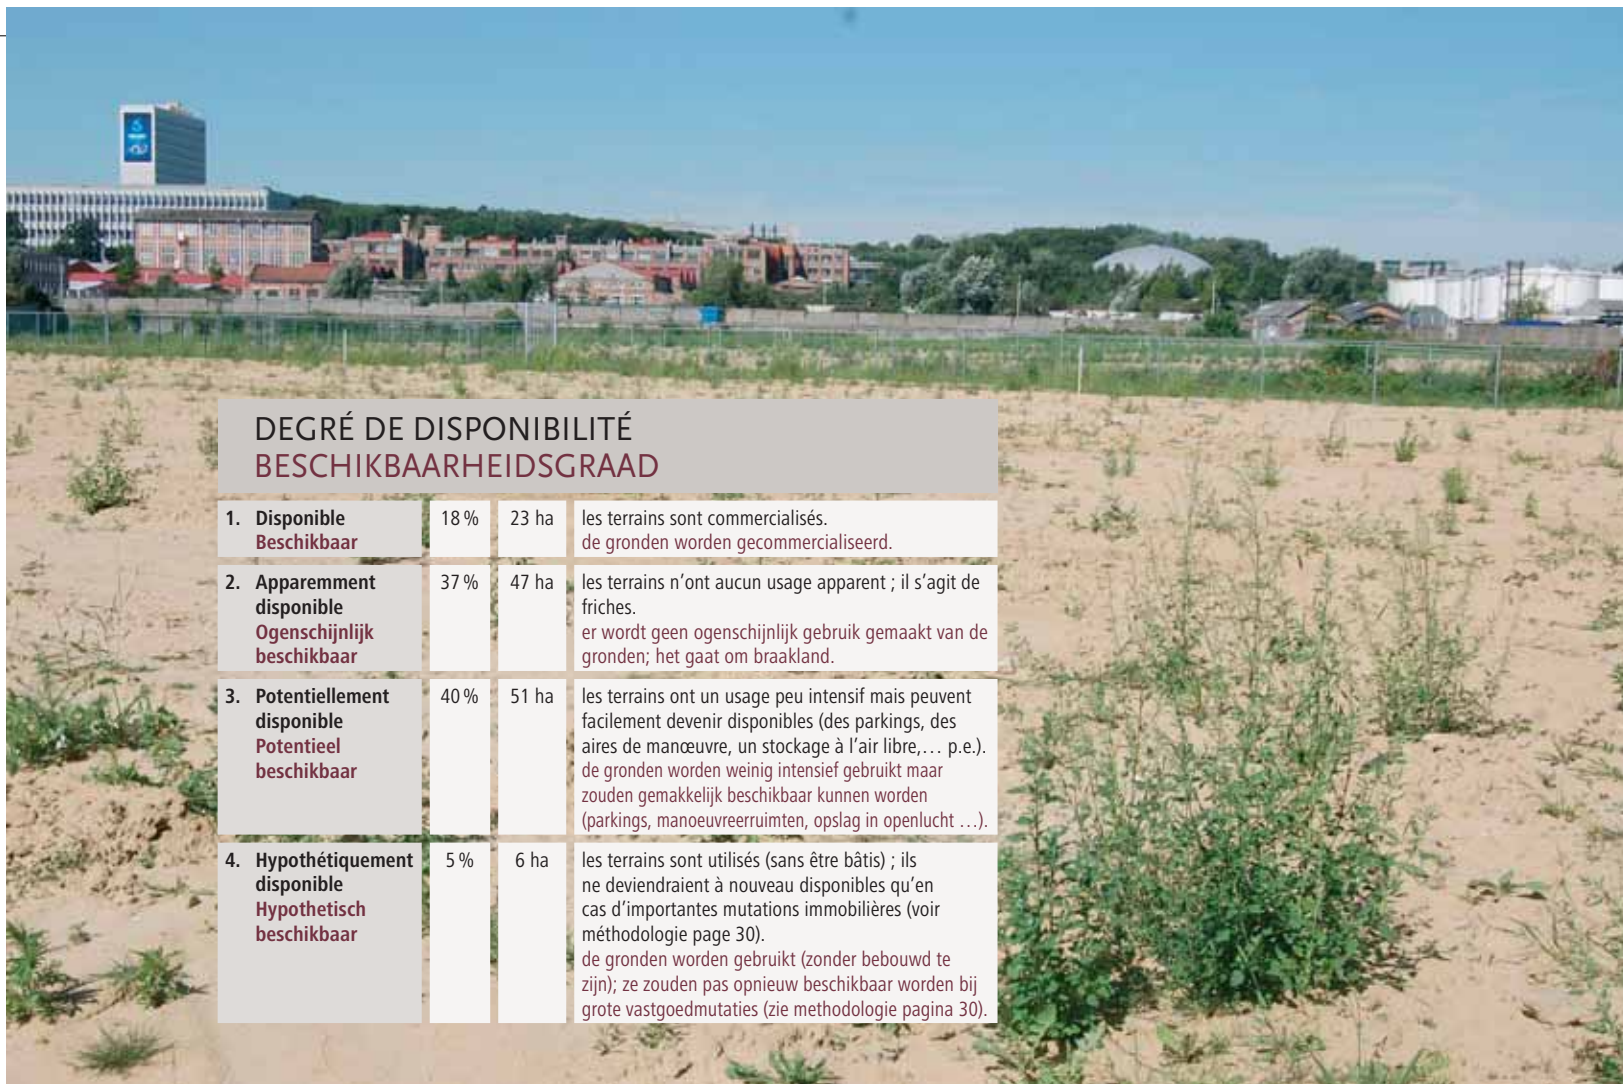 DEGRÉ DE DISPONIBILITÉ
BESCHIKBAARHEIDSGRAAD
1. Disponible
Beschikbaar
18 %
23 ha
les terrains sont commercialisés.
de gronden worden gecommercialiseerd.
2. Apparemment
disponible
Ogenschijnlijk
beschikbaar
37 %
47 ha
les terrains n’ont aucun usage apparent ; il s’agit de
friches.
er wordt geen ogenschijnlijk gebruik gemaakt van de
gronden; het gaat om braakland.
3. Potentiellement
disponible
Potentieel
beschikbaar
40 %
51 ha
les terrains ont un usage peu intensif mais peuvent
facilement devenir disponibles (des parkings, des
aires de manœuvre, un stockage à l’air libre,… p.e.).
de gronden worden weinig intensief gebruikt maar
zouden gemakkelijk beschikbaar kunnen worden
(parkings, manoeuvreerruimten, opslag in openlucht …).
4. Hypothétiquement
disponible
Hypothetisch
beschikbaar
5 %
6 ha
les terrains sont utilisés (sans être bâtis) ; ils
ne deviendraient à nouveau disponibles qu’en
cas d’importantes mutations immobilières (voir
méthodologie page 30).
de gronden worden gebruikt (zonder bebouwd te
zijn); ze zouden pas opnieuw beschikbaar worden bij
grote vastgoedmutaties (zie methodologie pagina 30).